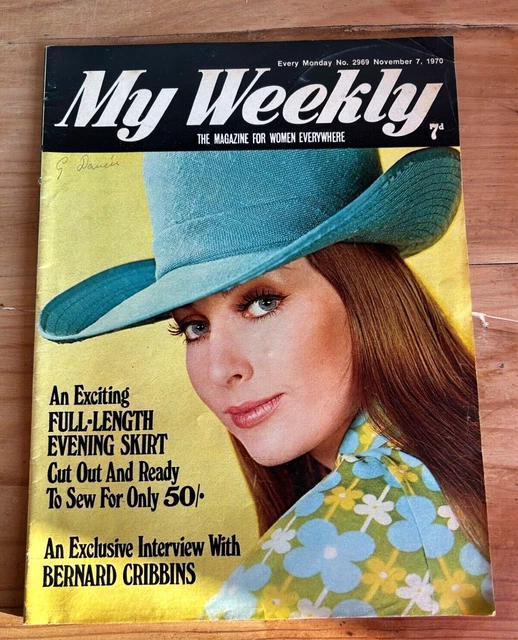 Every Monday No. 2969 November 7, 1970
My Weekly
7d
THE MAGAZINE FOR WOMEN EVERYWHERE
An Exciting
FULL-LENGTH
EVENING SKIRT
Cut Out And Ready
To Sew For Only 50/-
An Exclusive Interview With
BERNARD CRIBBINS